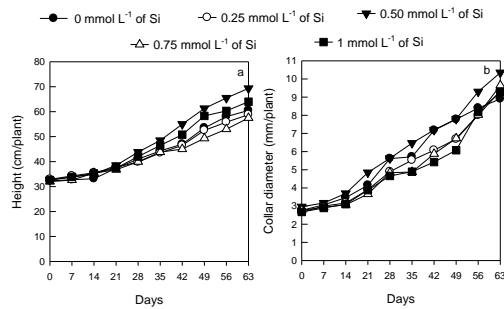 0 mmol L-1 of Si 0.25 mmol L-1 of Si 0.50 mmol L-1 of Si
0.75 mmol L-1 of Si 1 mmol L-1 of Si
a
Height (cm/plant)
80
70
60
50
40
30
20
10
0
0 7 14 21 28 35 42 49 56 63
Days
b
Collar diameter (mm/plant)
11
10
9
8
7
6
5
4
3
2
1
0
0 7 14 21 28 35 42 49 56 63
Days